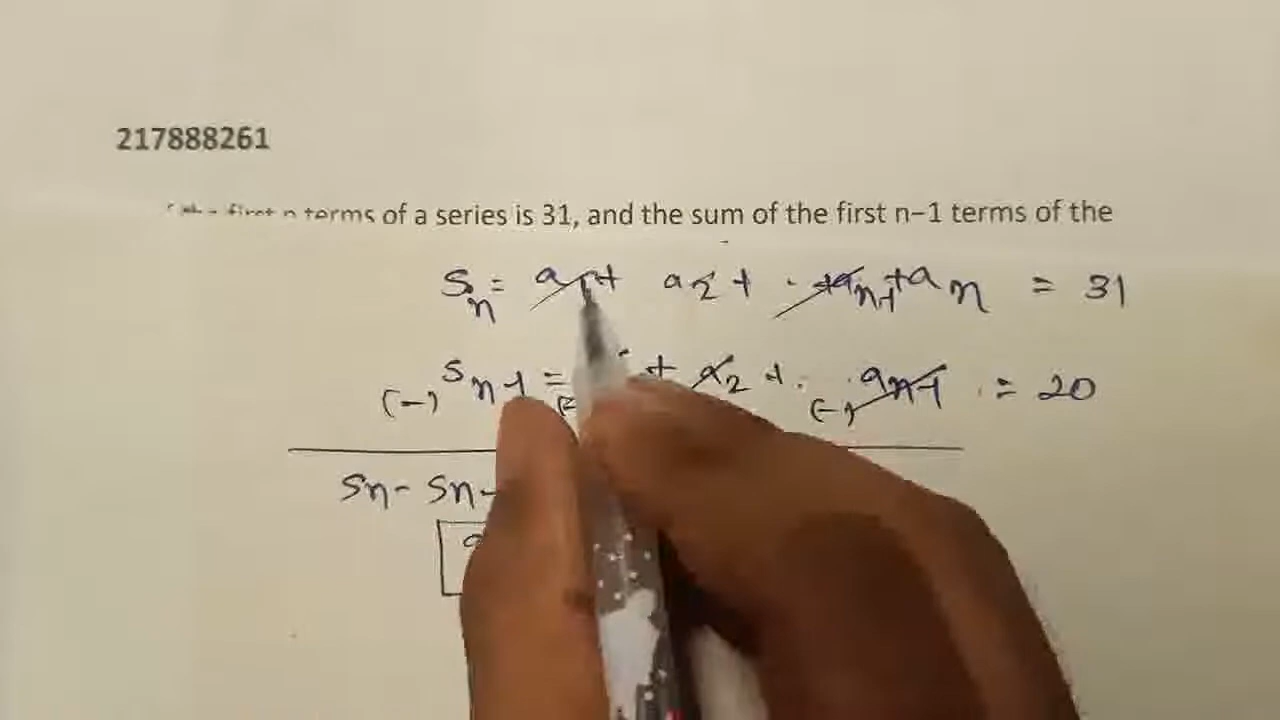 217888261
first n terms of a series is 31, and the sum of the first n−1 terms of the
Sn = a1+ a2 + . +an-1 +an = 31
(-) Sn-1 = + a2 + . (-) an-1 = 20
Sn - Sn-